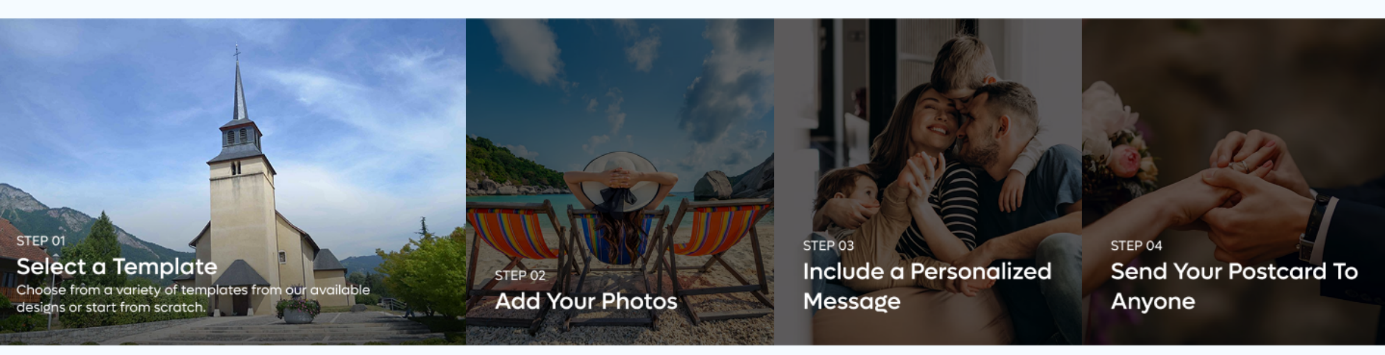 STEP 01
Select a Template
Choose from a variety of templates from our available
designs or start from scratch.
STEP 02
Add Your Photos
STEP 03
Include a Personalized
Message
STEP 04
Send Your Postcard To
Anyone